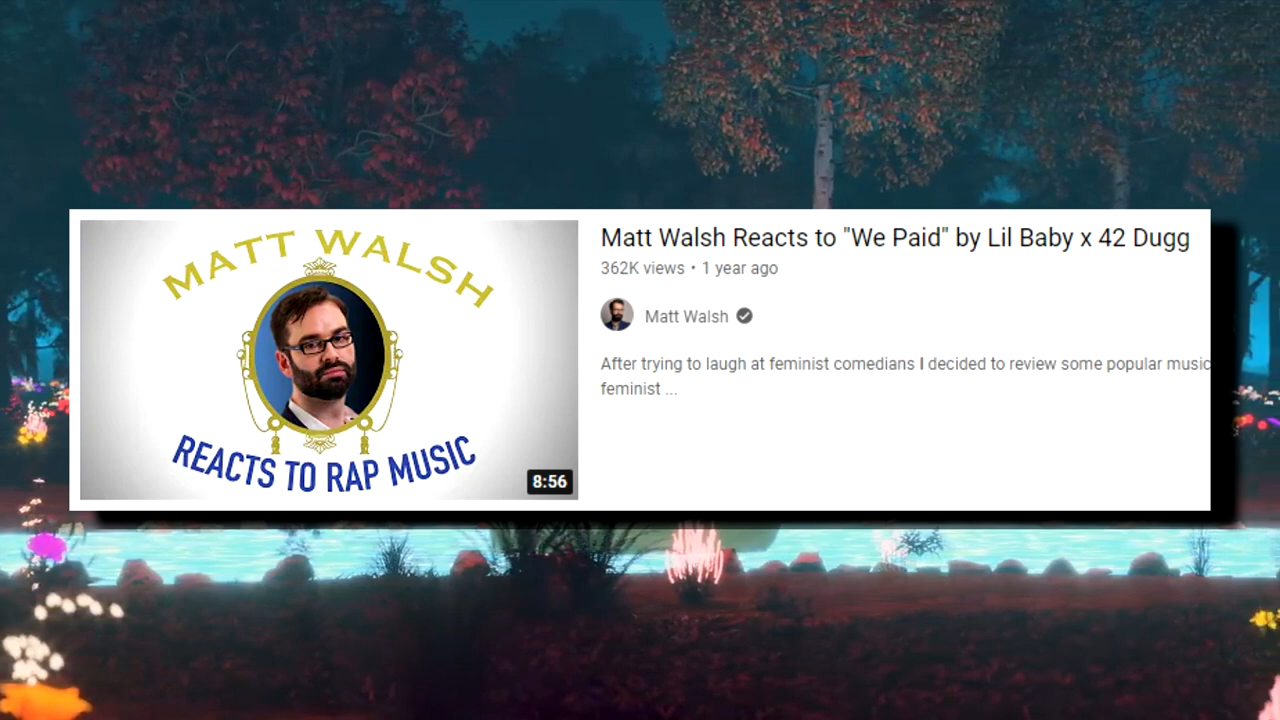 MATT WALSH
REACTS TO RAP MUSIC
8:56
Matt Walsh Reacts to "We Paid" by Lil Baby x 42 Dugg
362K views • 1 year ago
Matt Walsh
After trying to laugh at feminist comedians I decided to review some popular music
feminist ...